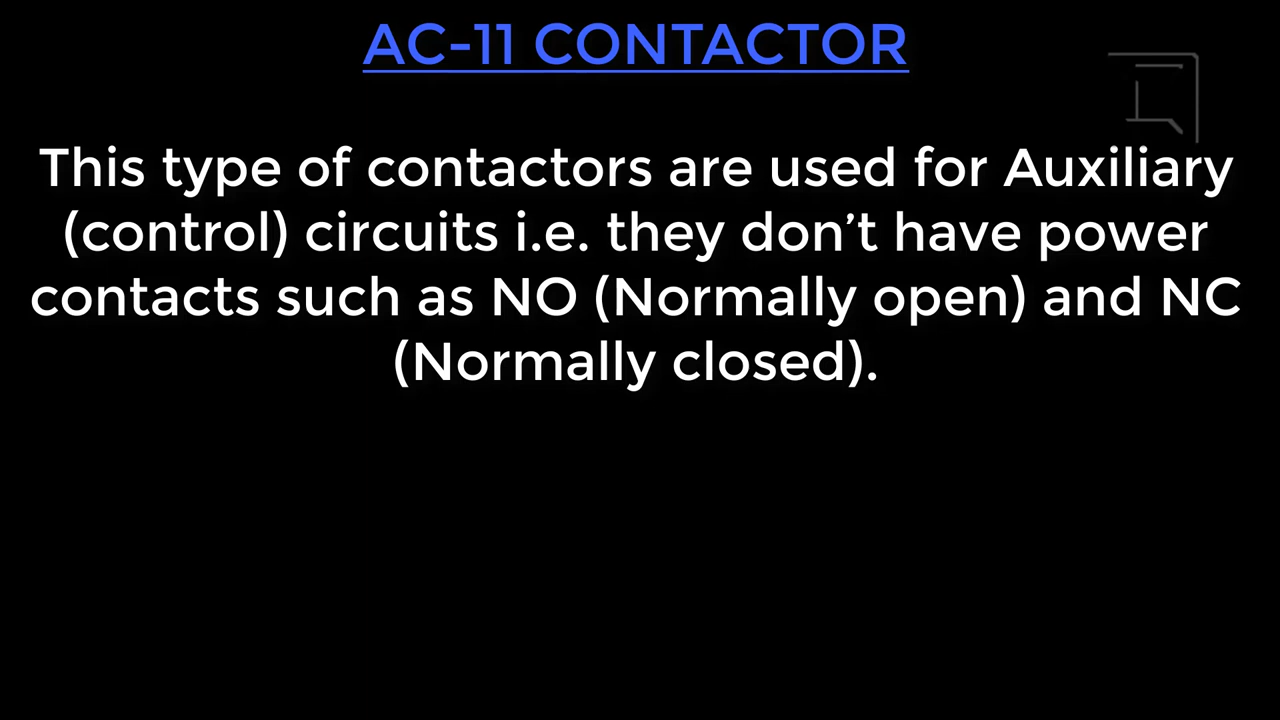 AC-11 CONTACTOR
This type of contactors are used for Auxiliary
(control) circuits i.e. they don’t have power
contacts such as NO (Normally open) and NC
(Normally closed).